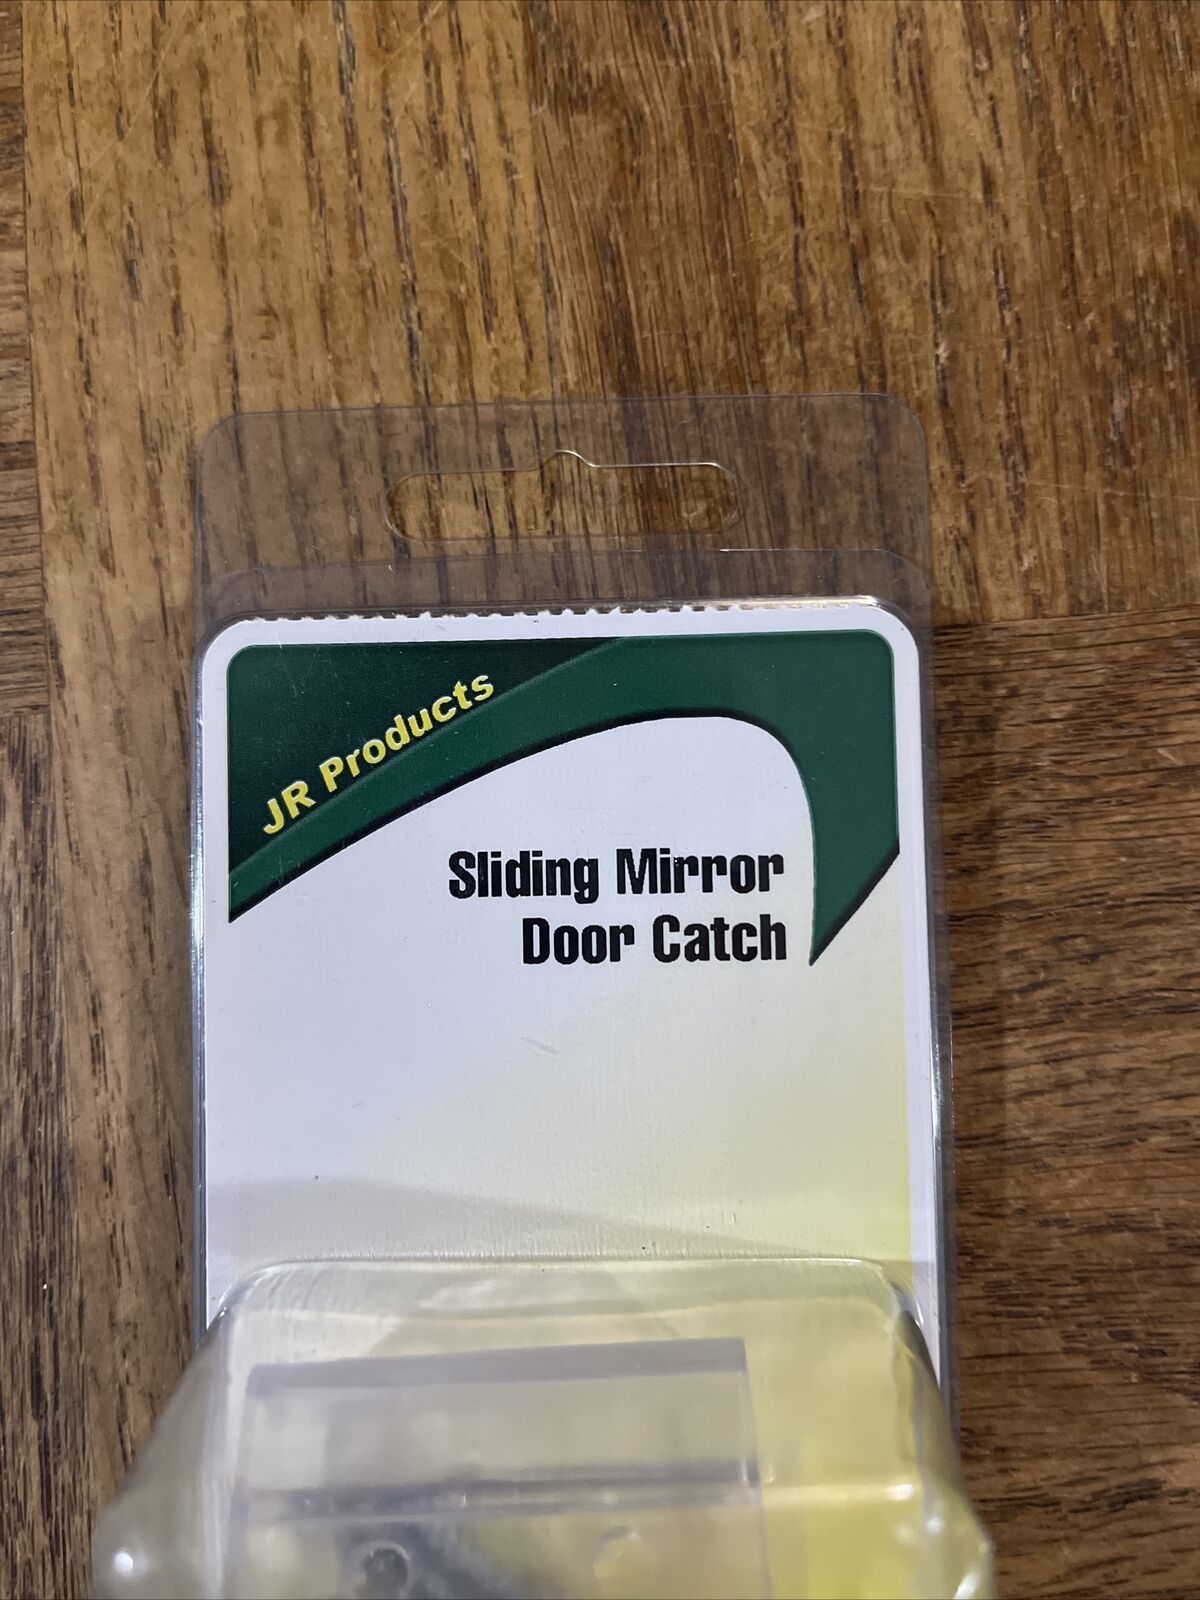 JR Products
Sliding Mirror
Door Catch